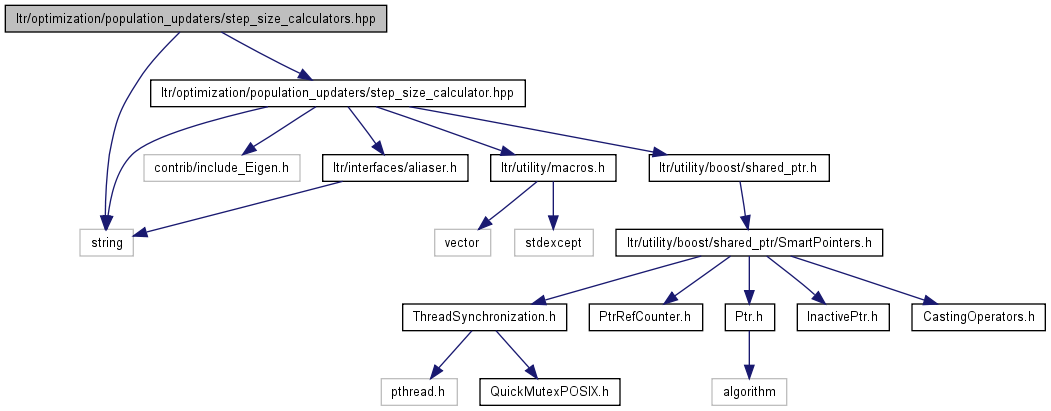 ltr/optimization/population_updaters/step_size_calculators.hpp
ltr/optimization/population_updaters/step_size_calculator.hpp
contrib/include_Eigen.h
ltr/interfaces/aliaser.h
ltr/utility/macros.h
ltr/utility/boost/shared_ptr.h
string
vector
stdexcept
ltr/utility/boost/shared_ptr/SmartPointers.h
ThreadSynchronization.h
PtrRefCounter.h
Ptr.h
InactivePtr.h
CastingOperators.h
pthread.h
QuickMutexPOSIX.h
algorithm